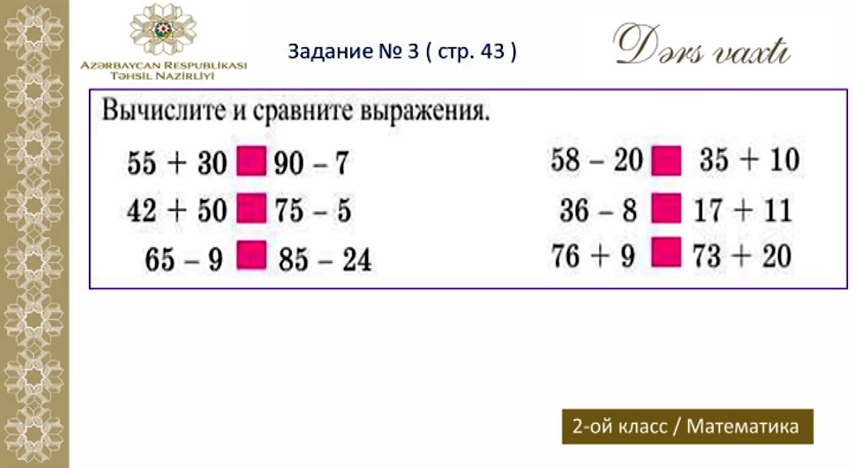 AZƏRBAYCAN RESPUBLIKASI
TƏHSIL NAZIRLIYI
Задание № 3 ( стр. 43 )
Dərs vaxtı
Вычислите и сравните выражения.
55 + 30 90 – 7 58 – 20 35 + 10
42 + 50 75 – 5 36 – 8 17 + 11
65 – 9 85 – 24 76 + 9 73 + 20
2-ой класс / Математика